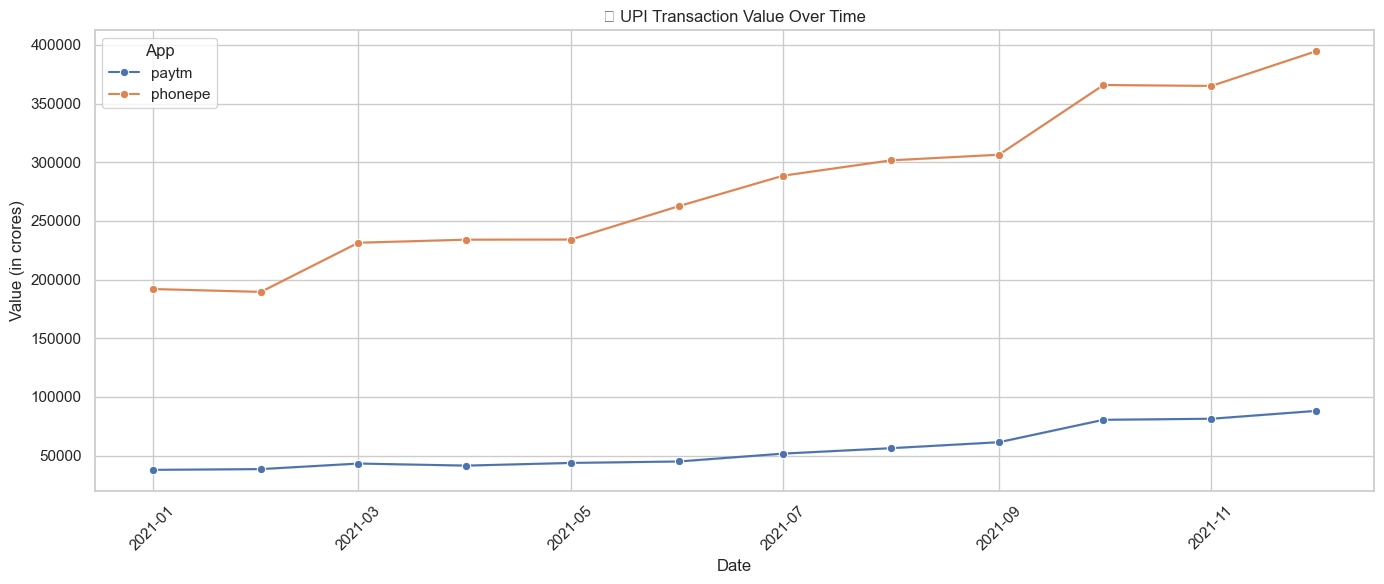 ▯ UPI Transaction Value Over Time
App
paytm
phonepe
400000
350000
300000
250000
200000
150000
100000
50000
Value (in crores)
2021-01
2021-03
2021-05
2021-07
2021-09
2021-11
Date